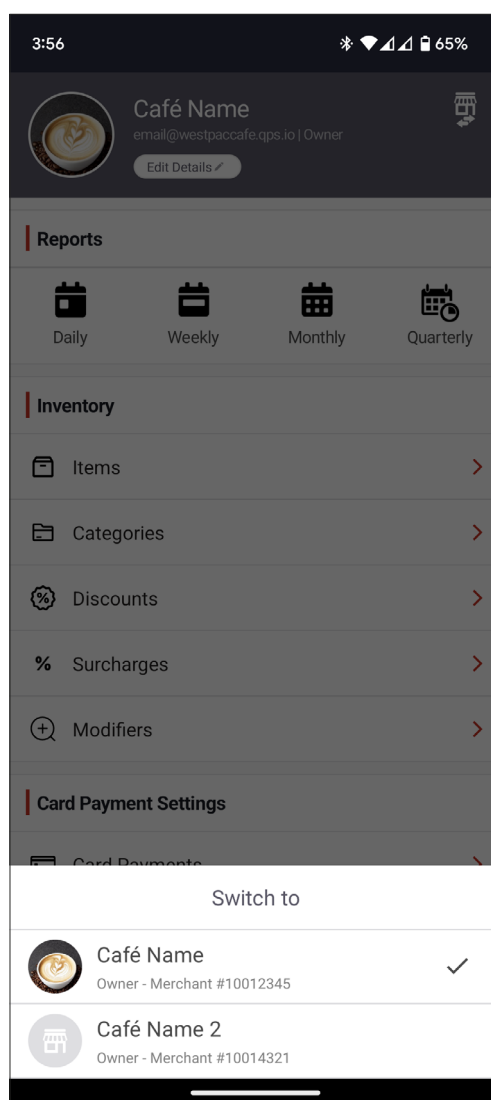 3:56
65%
Café Name
email@westpaccafe.qps.io | Owner
Edit Details
Reports
Daily Weekly Monthly Quarterly
Inventory
Items
Categories
Discounts
% Surcharges
Modifiers
Card Payment Settings
Card Payments
Switch to
Café Name
Owner - Merchant #10012345
Café Name 2
Owner - Merchant #10014321